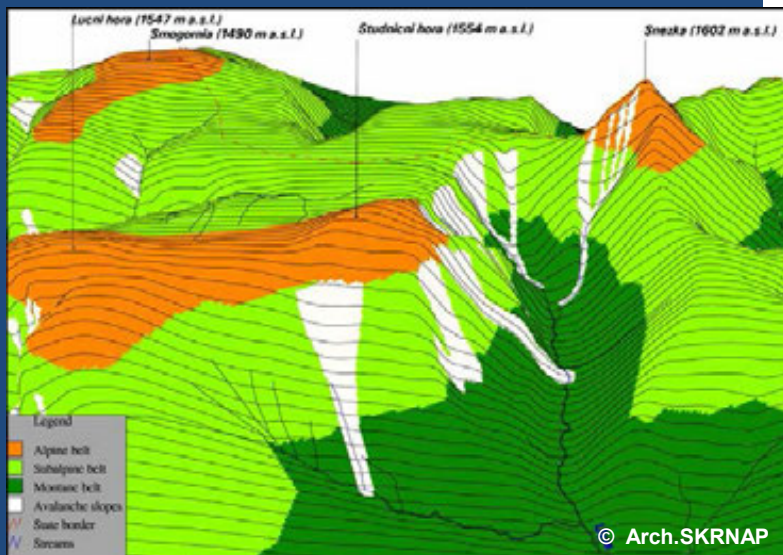 Lucni hora (1547 m a.s.l.)
Smogornia (1490 m a.s.l.)
Studnicni hora (1554 m a.s.l.)
Snezka (1602 m a.s.l.)
Legend
Alpine belt
Subalpine belt
Montane belt
Avalanche slopes
State border
Streams
© Arch.SKRNAP